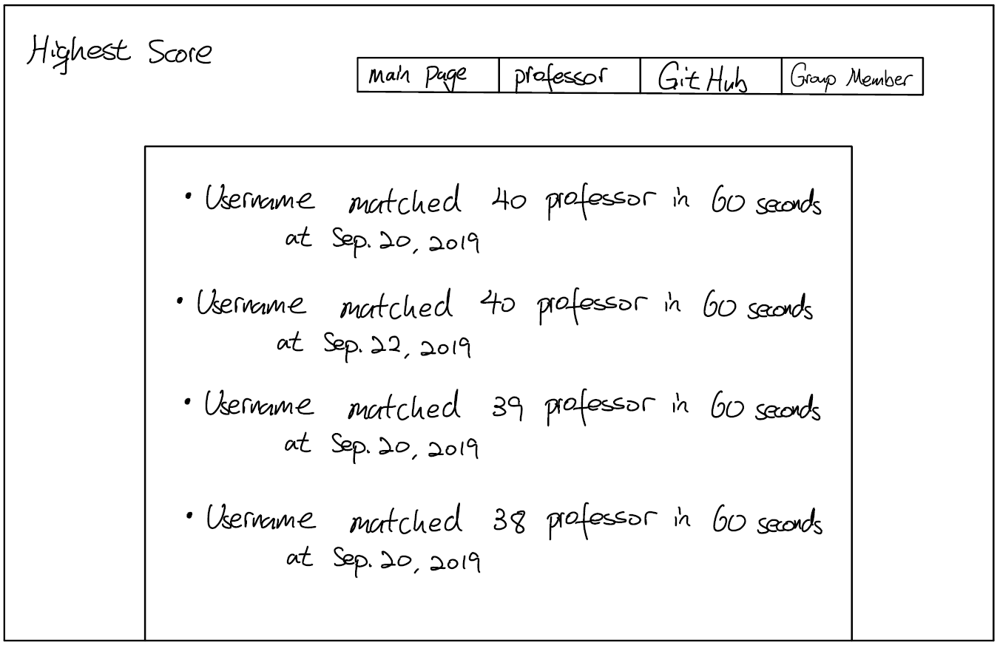 Highest Score
main Page professor GitHub Group Member
• Username matched 40 professor in 60 seconds
at Sep. 20, 2019
• Username matched 40 professor in 60 seconds
at Sep. 22, 2019
• Username matched 39 professor in 60 seconds
at Sep. 20, 2019
• Username matched 38 professor in 60 seconds
at Sep. 20, 2019